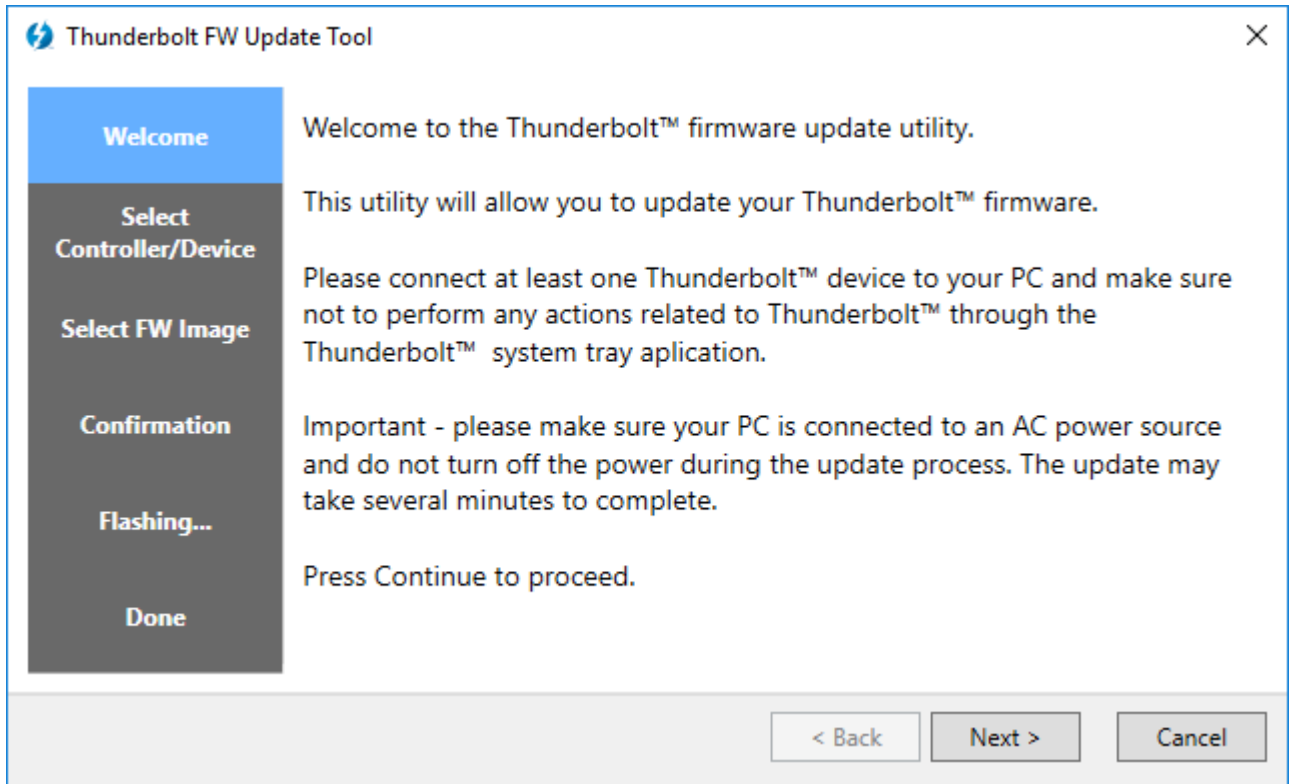 Thunderbolt FW Update Tool
Welcome
Select
Controller/Device
Select FW Image
Confirmation
Flashing...
Done
Welcome to the Thunderbolt™ firmware update utility.
This utility will allow you to update your Thunderbolt™ firmware.
Please connect at least one Thunderbolt™ device to your PC and make sure
not to perform any actions related to Thunderbolt™ through the
Thunderbolt™  system tray aplication.
Important - please make sure your PC is connected to an AC power source
and do not turn off the power during the update process. The update may
take several minutes to complete.
Press Continue to proceed.
< Back
Next >
Cancel